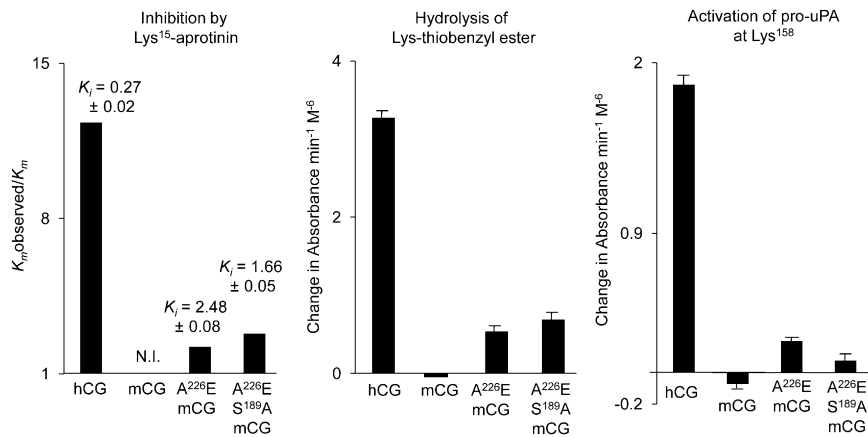 Inhibition by
Lys¹⁵-aprotinin
15
8
1
Kₘobserved/Kₘ
Kᵢ = 0.27
± 0.02
N.I.
Kᵢ = 2.48
± 0.08
Kᵢ = 1.66
± 0.05
hCG
mCG
A²²⁶E
mCG
A²²⁶E
S¹⁸⁹A
mCG
Hydrolysis of
Lys-thiobenzyl ester
4
2
0
Change in Absorbance min⁻¹ M⁻⁶
hCG
mCG
A²²⁶E
mCG
A²²⁶E
S¹⁸⁹A
mCG
Activation of pro-uPA
at Lys¹⁵⁸
2
0.9
-0.2
Change in Absorbance min⁻¹ M⁻⁶
hCG
mCG
A²²⁶E
mCG
A²²⁶E
S¹⁸⁹A
mCG